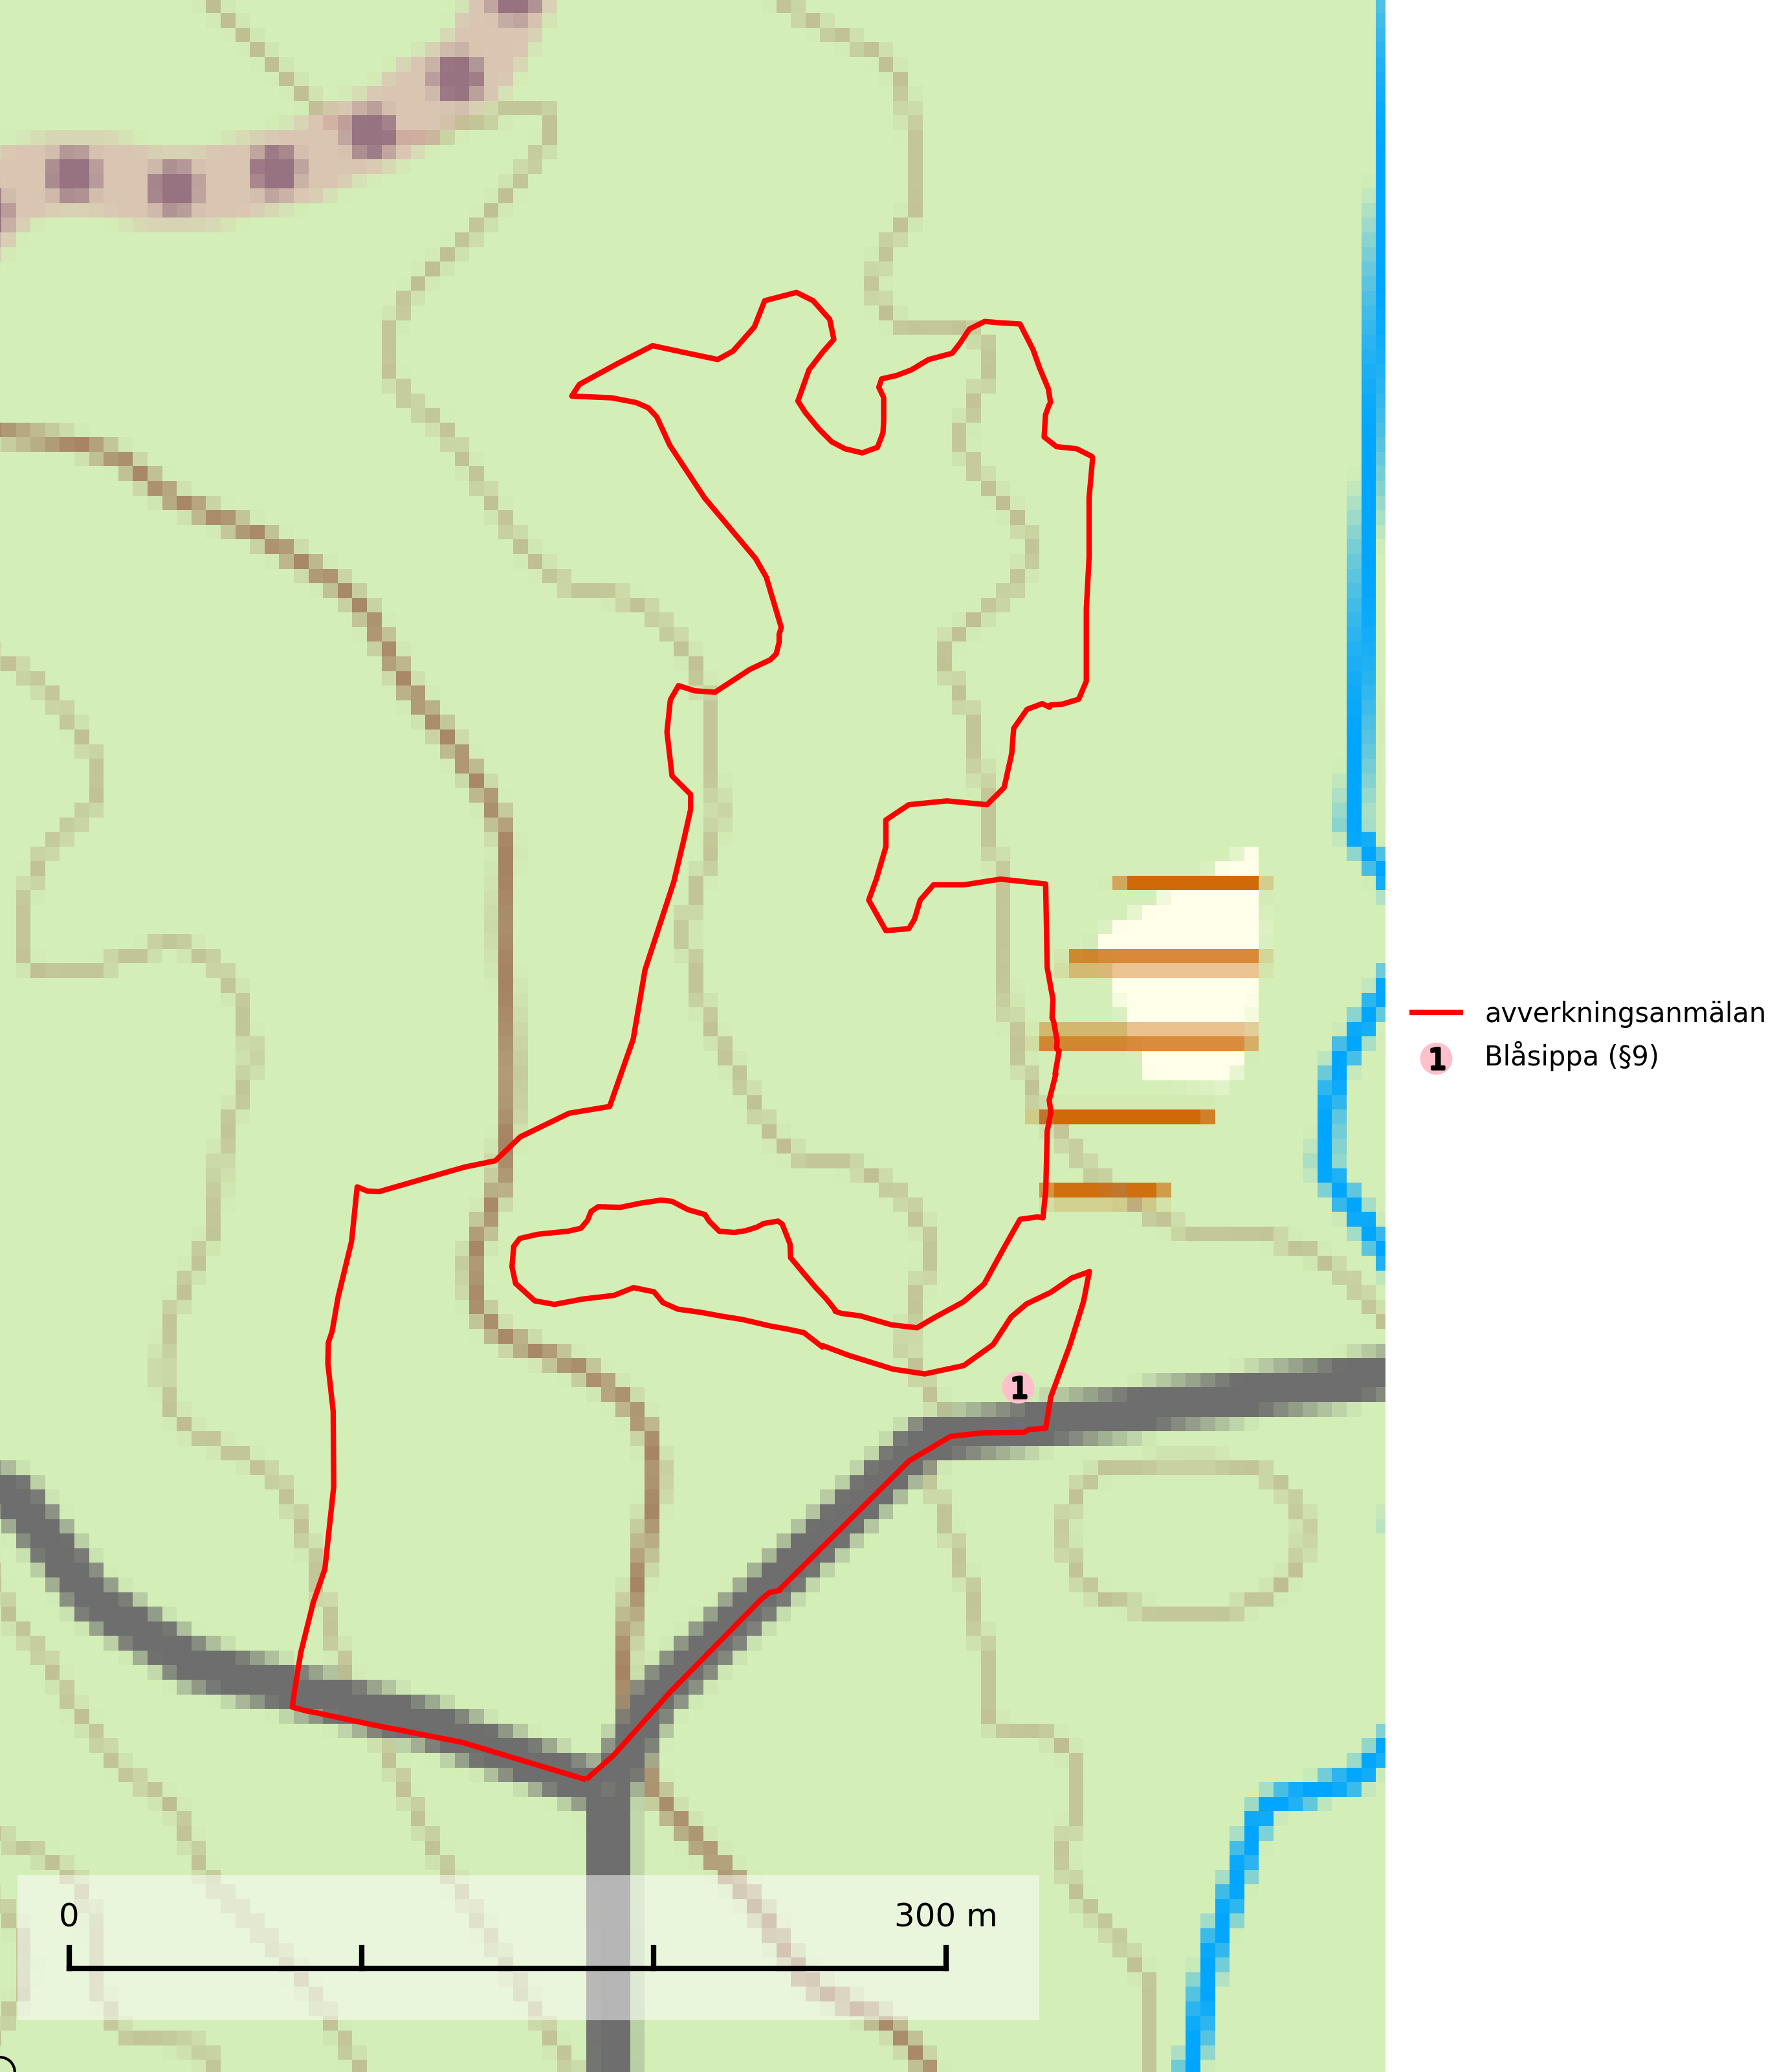 avverkningsanmälan
1 Blåsippa (§9)
1
0 300 m